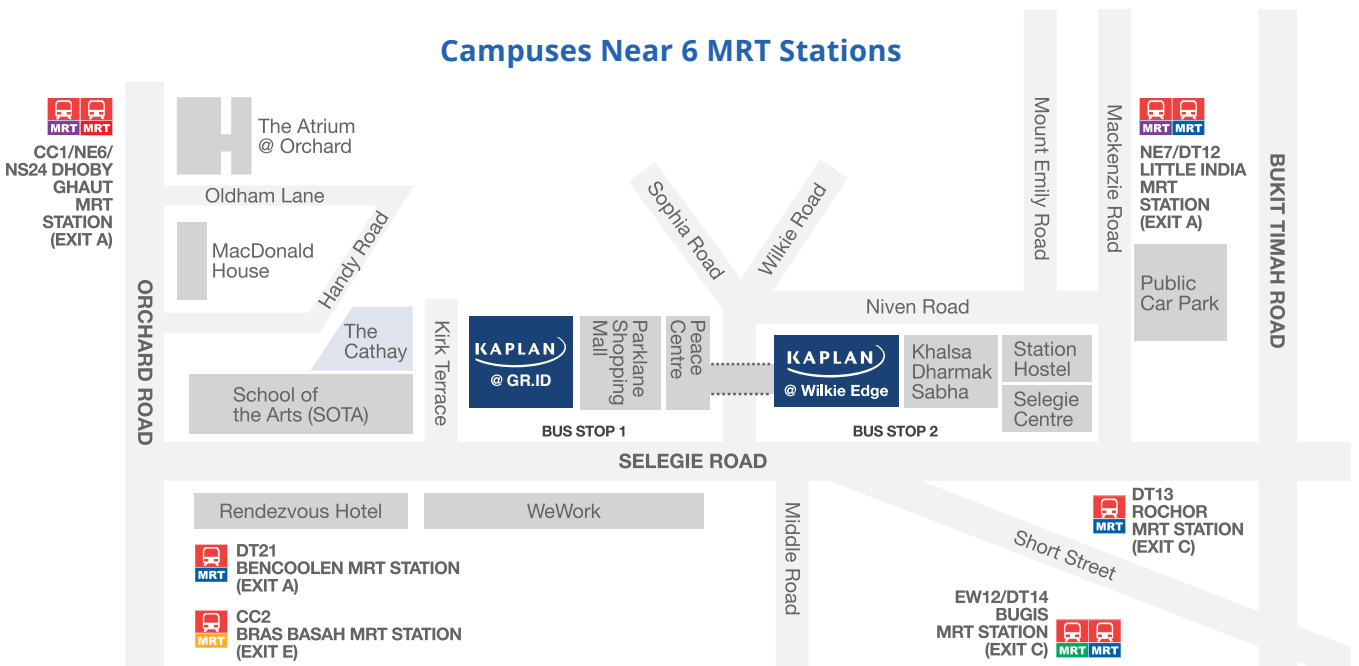 Campuses Near 6 MRT Stations
MRT MRT
CC1/NE6/
NS24 DHOBY
GHAUT
MRT
STATION
(EXIT A)
The Atrium
@ Orchard
Oldham Lane
MacDonald
House
Handy Road
ORCHARD ROAD
The
Cathay
School of
the Arts (SOTA)
Kirk Terrace
KAPLAN
@ GR.ID
Parklane
Shopping
Mall
Peace
Centre
Sophia Road
Wilkie Road
KAPLAN
@ Wilkie Edge
Khalsa
Dharmak
Sabha
Station
Hostel
Selegie
Centre
Niven Road
Mount Emily Road
Mackenzie Road
MRT MRT
NE7/DT12
LITTLE INDIA
MRT
STATION
(EXIT A)
Public
Car Park
BUKIT TIMAH ROAD
BUS STOP 1
BUS STOP 2
SELEGIE ROAD
Rendezvous Hotel
WeWork
MRT
DT21
BENCOOLEN MRT STATION
(EXIT A)
MRT
CC2
BRAS BASAH MRT STATION
(EXIT E)
Middle Road
Short Street
MRT
DT13
ROCHOR
MRT STATION
(EXIT C)
EW12/DT14
BUGIS
MRT STATION
(EXIT C)
MRT MRT